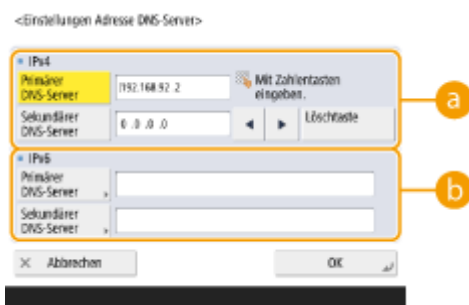 <Einstellungen Adresse DNS-Server>
IPv4
Primärer
DNS-Server
192.168.92.2
Mit Zahlentasten
eingeben.
a
Sekundärer
DNS-Server
0.0.0.0
◄
►
Löschtaste
IPv6
Primärer
DNS-Server
b
Sekundärer
DNS-Server
× Abbrechen
OK